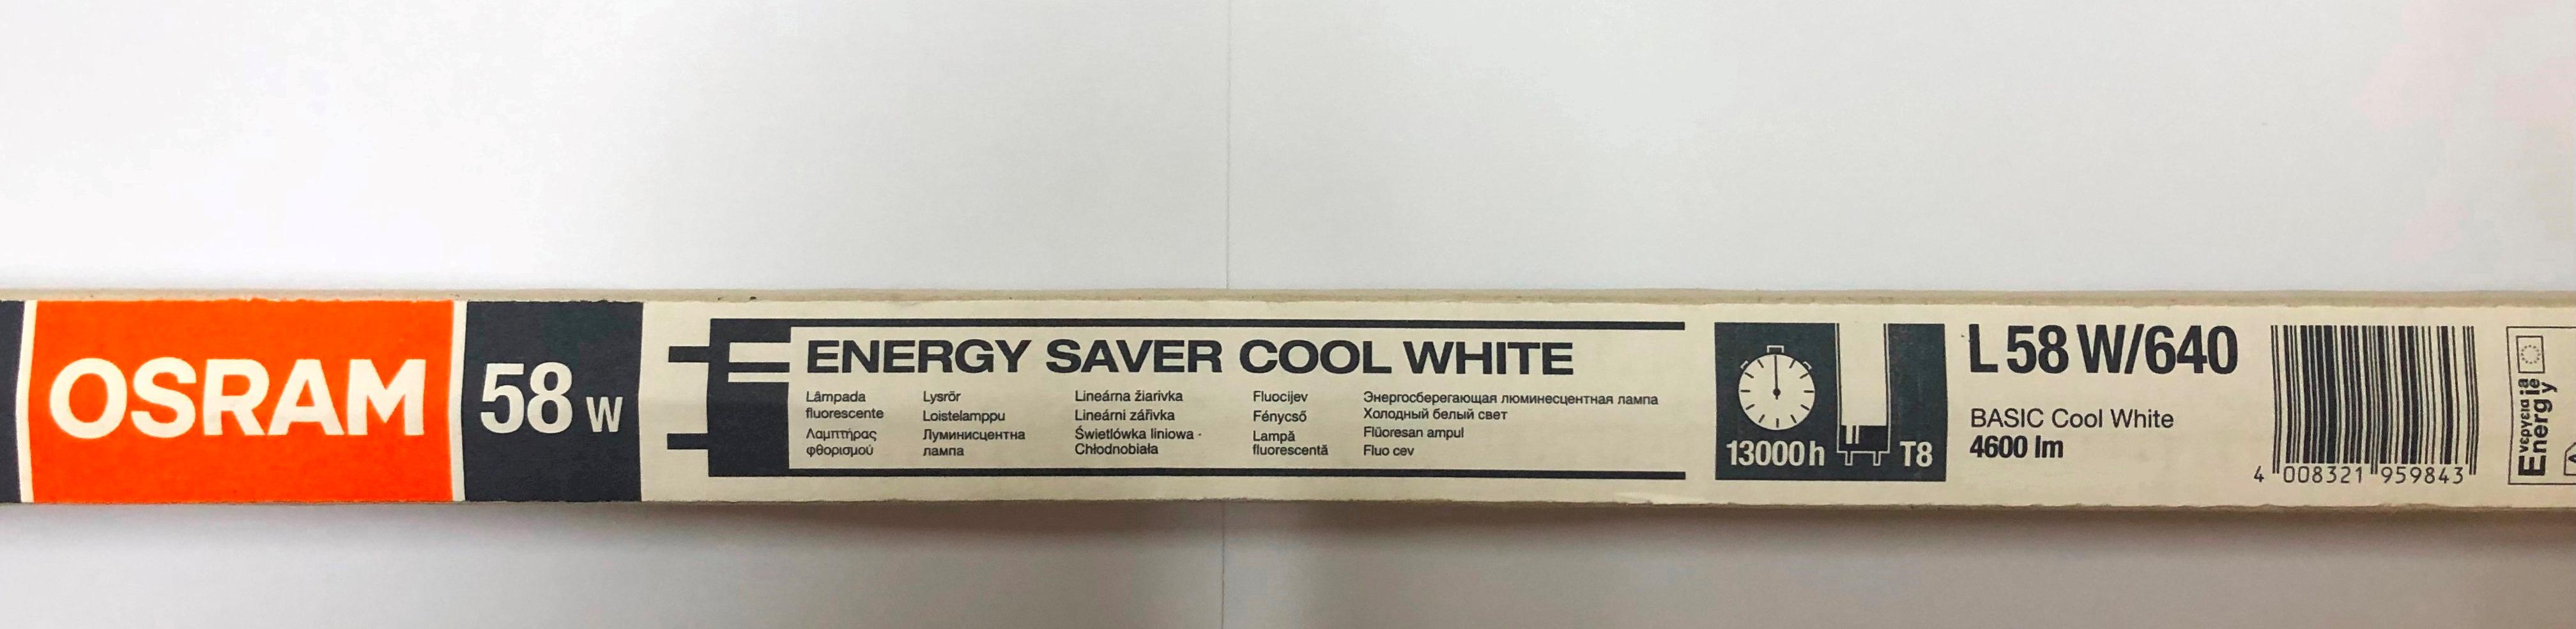 OSRAM
58 W
ENERGY SAVER COOL WHITE
Lâmpada
fluorescente
Λαμπτήρας
φθορισμού
Lysrör
Loistelamppu
Луминисцентна
лампа
Lineárna žiarivka
Lineární zářivka
Świetlówka liniowa -
Chłodnobiała
Fluocijev
Fénycső
Lampă
fluorescentă
Энергосберегающая люминесцентная лампа
Холодный белый свет
Flüoresan ampul
Fluo cev
13000 h
T8
L 58 W/640
BASIC Cool White
4600 lm
4 008321 959843
Energy